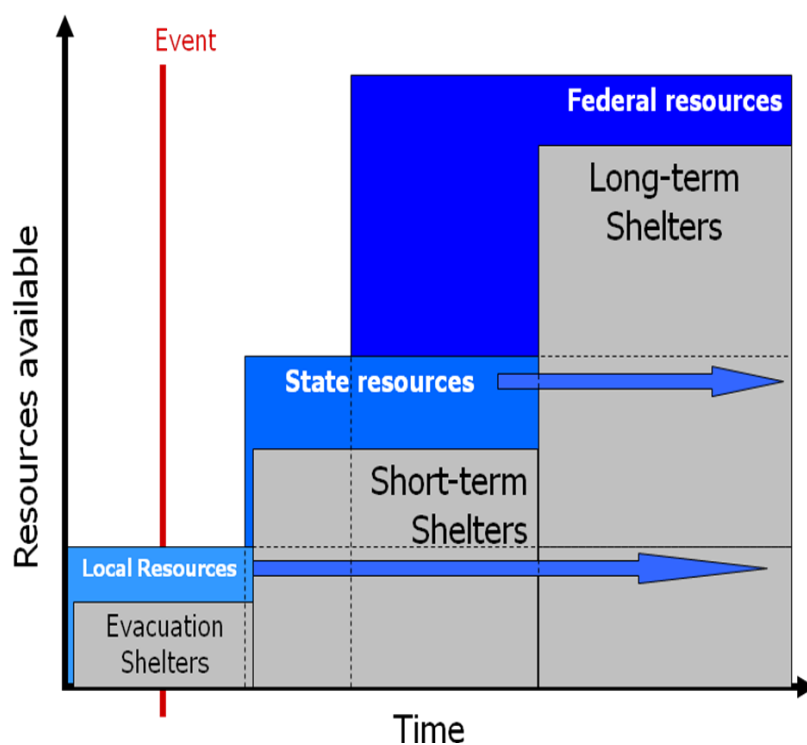 Event
Federal resources
Long-term
Shelters
State resources
Short-term
Shelters
Local Resources
Evacuation
Shelters
Resources available
Time